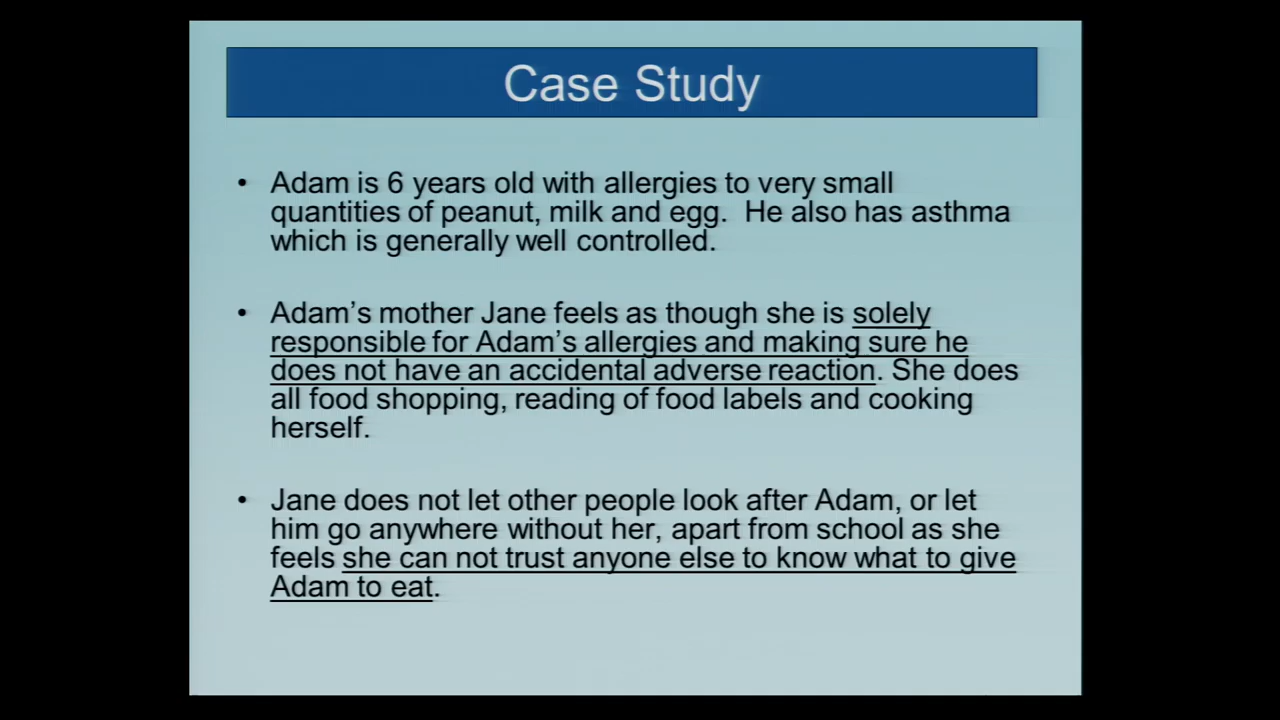 Case Study
• Adam is 6 years old with allergies to very small
quantities of peanut, milk and egg.  He also has asthma
which is generally well controlled.
• Adam’s mother Jane feels as though she is solely
responsible for Adam’s allergies and making sure he
does not have an accidental adverse reaction. She does
all food shopping, reading of food labels and cooking
herself.
• Jane does not let other people look after Adam, or let
him go anywhere without her, apart from school as she
feels she can not trust anyone else to know what to give
Adam to eat.